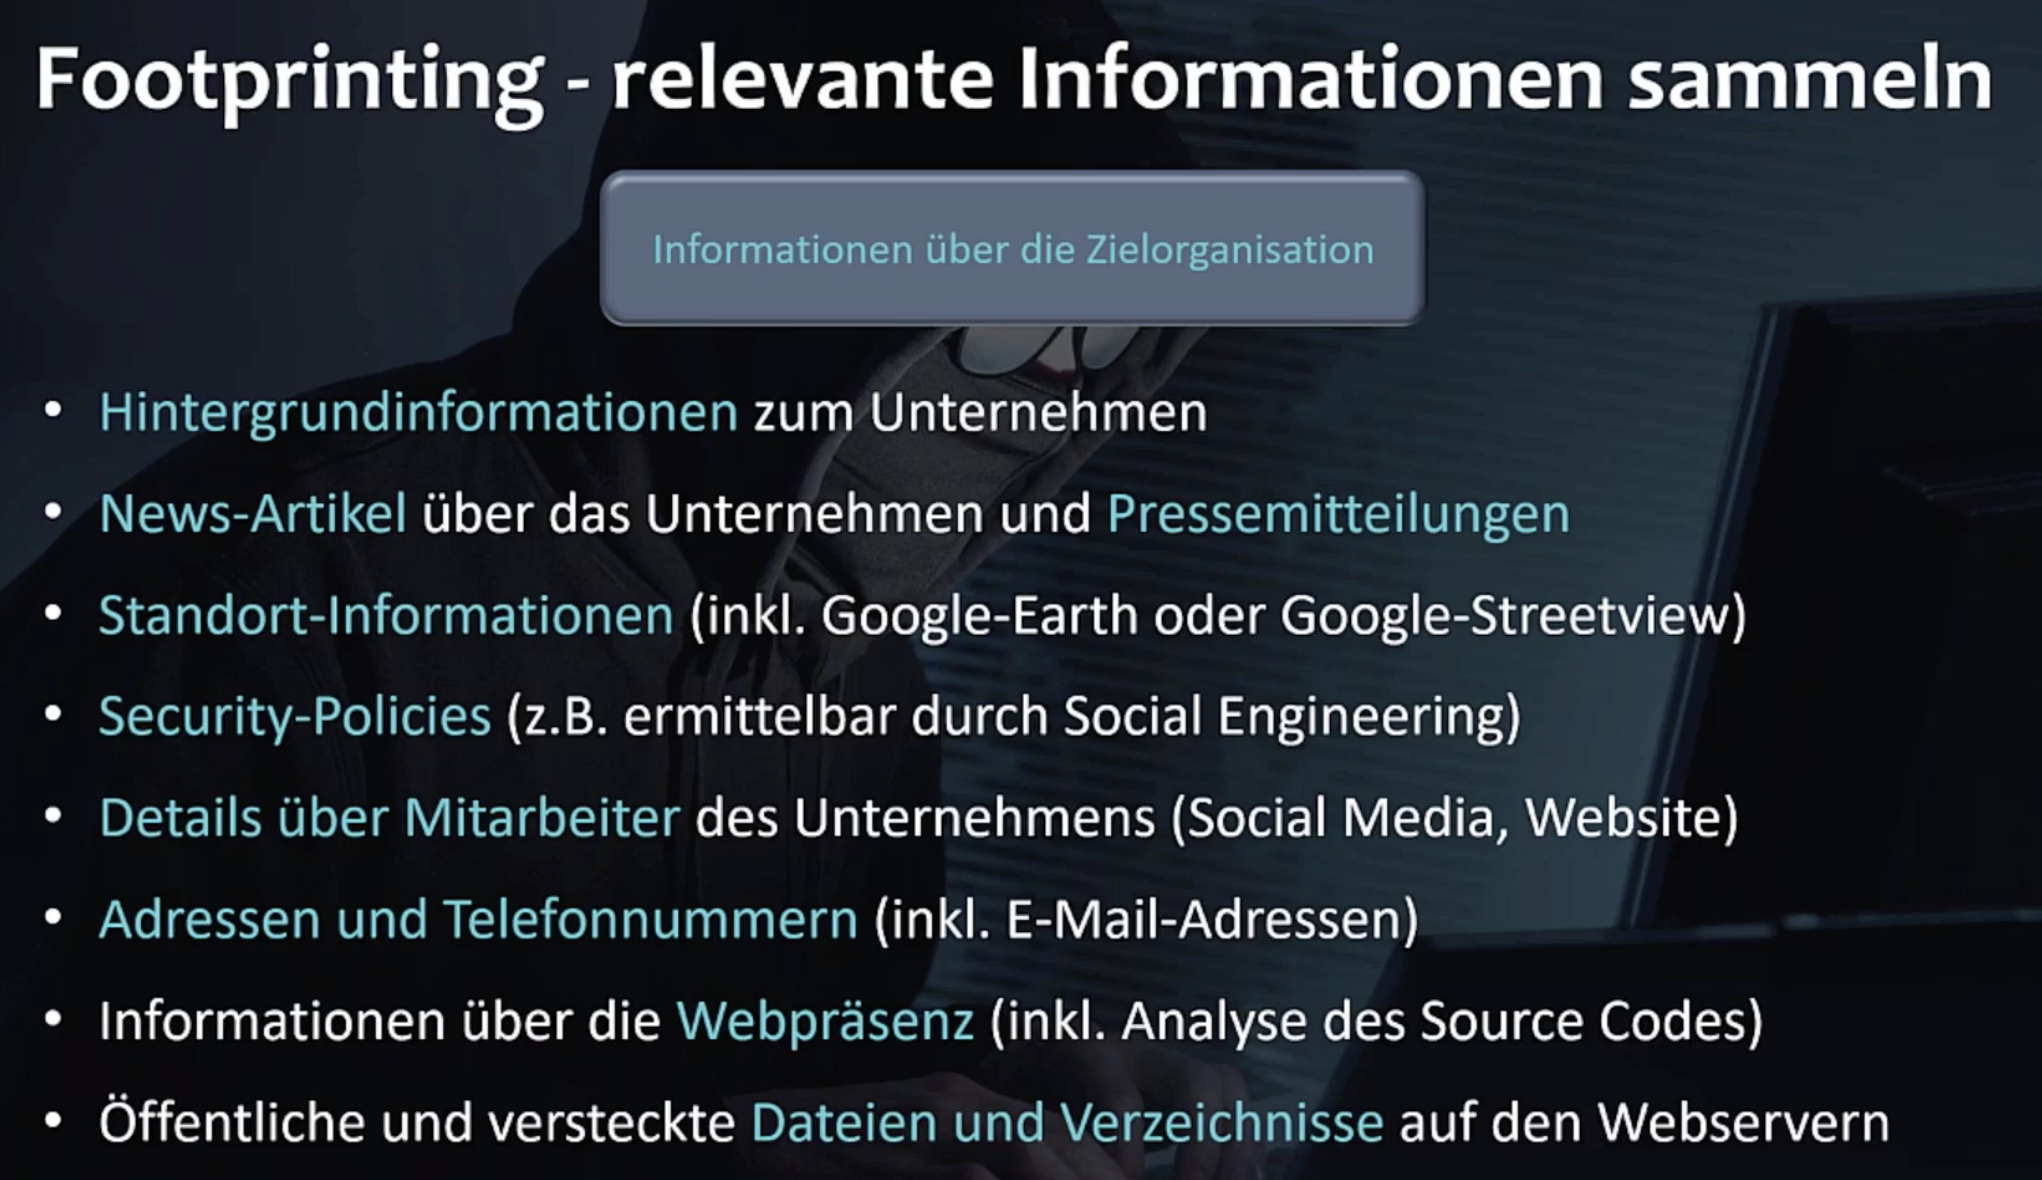 Footprinting - relevante Informationen sammeln
Informationen über die Zielorganisation
• Hintergrundinformationen zum Unternehmen
• News-Artikel über das Unternehmen und Pressemitteilungen
• Standort-Informationen (inkl. Google-Earth oder Google-Streetview)
• Security-Policies (z.B. ermittelbar durch Social Engineering)
• Details über Mitarbeiter des Unternehmens (Social Media, Website)
• Adressen und Telefonnummern (inkl. E-Mail-Adressen)
• Informationen über die Webpräsenz (inkl. Analyse des Source Codes)
• Öffentliche und versteckte Dateien und Verzeichnisse auf den Webservern